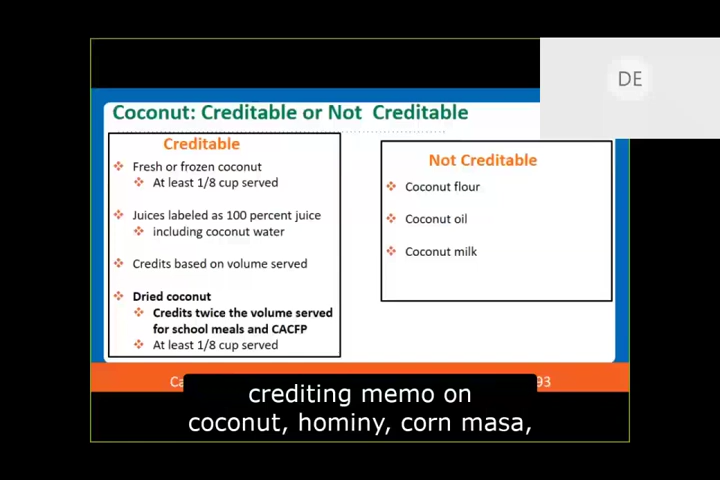 DE
Coconut: Creditable or Not Creditable
Creditable
Fresh or frozen coconut
At least 1/8 cup served
Juices labeled as 100 percent juice
including coconut water
Credits based on volume served
Dried coconut
Credits twice the volume served
for school meals and CACFP
At least 1/8 cup served
Not Creditable
Coconut flour
Coconut oil
Coconut milk
93
crediting memo on
coconut, hominy, corn masa,